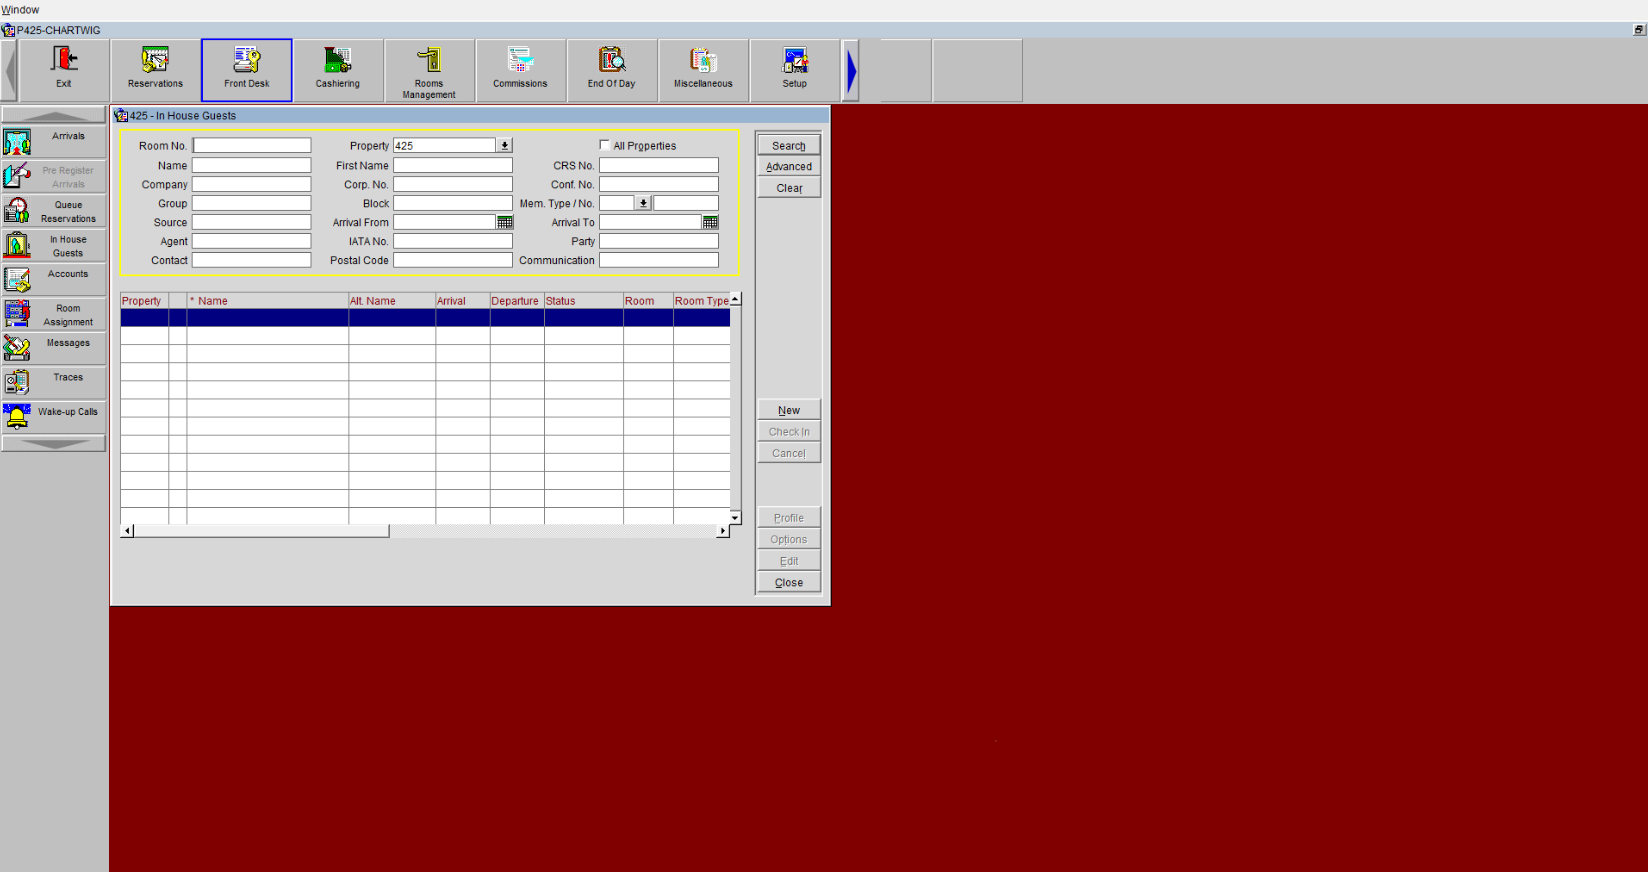 Window
P425-CHARTWIG
Exit
Reservations
Front Desk
Cashiering
Rooms
Management
Commissions
End Of Day
Miscellaneous
Setup
Arrivals
Pre Register
Arrivals
Queue
Reservations
In House
Guests
Accounts
Room
Assignment
Messages
Traces
Wake-up Calls
425 - In House Guests
Room No. Property 425 All Properties
Name First Name CRS No.
Company Corp. No. Conf. No.
Group Block Mem. Type / No.
Source Arrival From Arrival To
Agent IATA No. Party
Contact Postal Code Communication
Property * Name Alt. Name Arrival Departure Status Room Room Type
Search
Advanced
Clear
New
Check In
Cancel
Profile
Options
Edit
Close